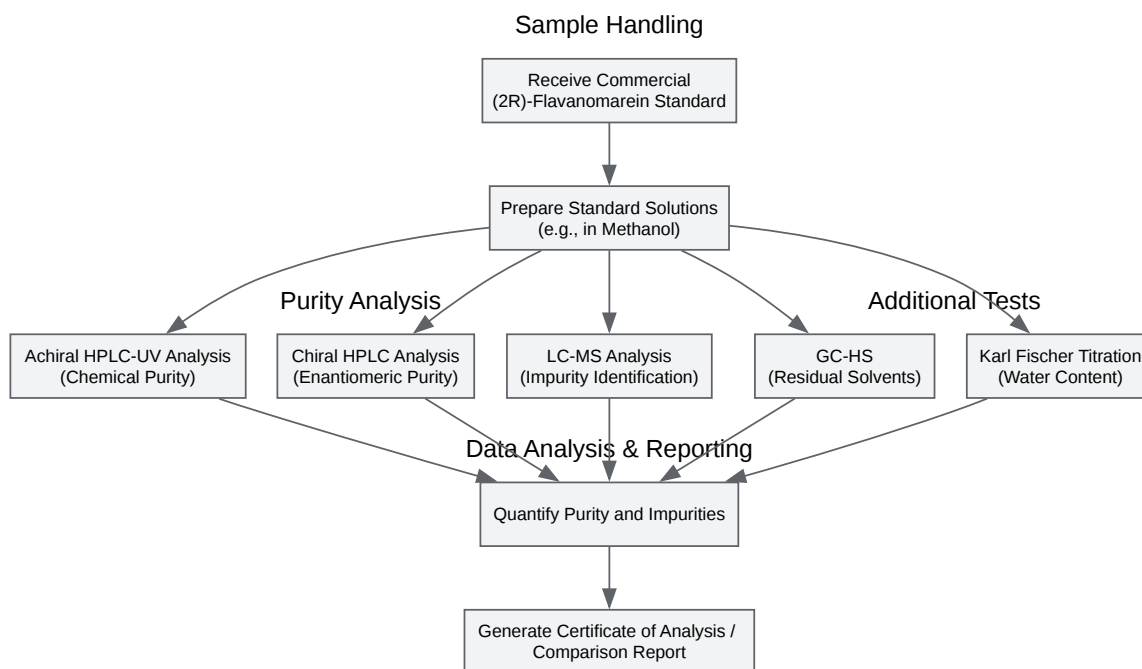 Sample Handling
Receive Commercial
(2R)-Flavanomarein Standard
Prepare Standard Solutions
(e.g., in Methanol)
Purity Analysis
Additional Tests
Achiral HPLC-UV Analysis
(Chemical Purity)
Chiral HPLC Analysis
(Enantiomeric Purity)
LC-MS Analysis
(Impurity Identification)
GC-HS
(Residual Solvents)
Karl Fischer Titration
(Water Content)
Data Analysis & Reporting
Quantify Purity and Impurities
Generate Certificate of Analysis /
Comparison Report